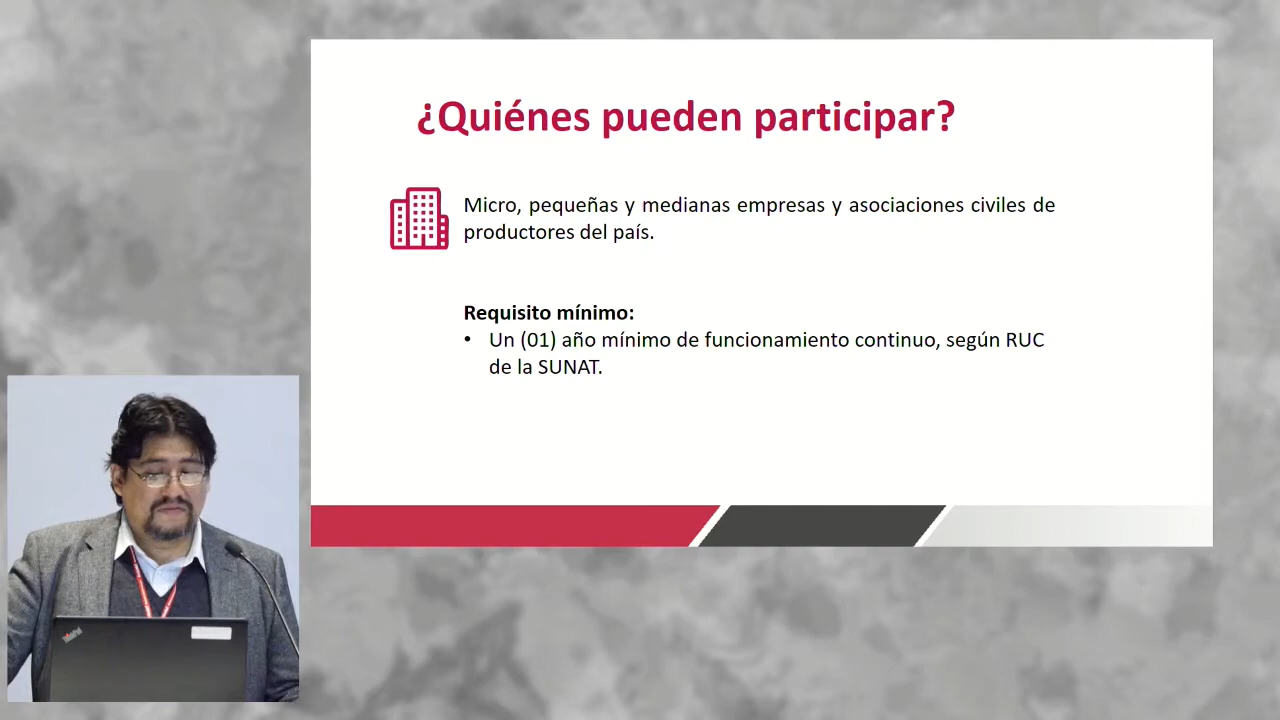 ¿Quiénes pueden participar?
Micro, pequeñas y medianas empresas y asociaciones civiles de
productores del país.
Requisito mínimo:
• Un (01) año mínimo de funcionamiento continuo, según RUC
de la SUNAT.
ThinkPad